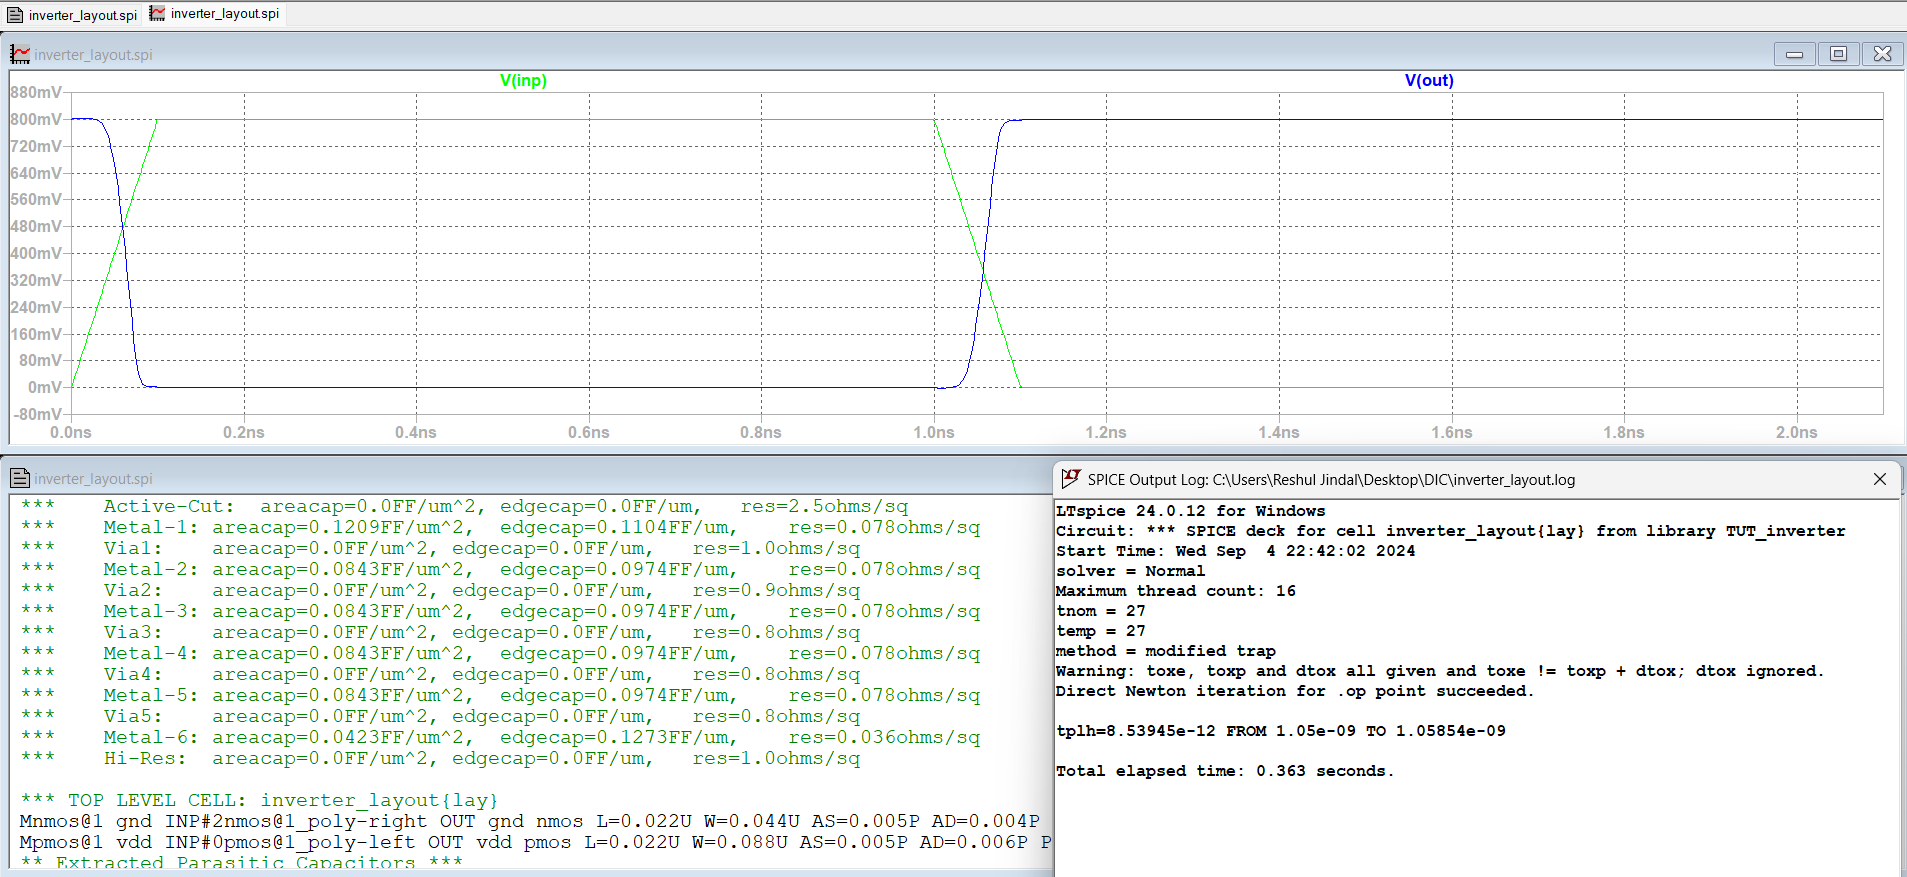 inverter_layout.spi inverter_layout.spi
inverter_layout.spi
V(inp) V(out)
880mV
800mV
720mV
640mV
560mV
480mV
400mV
320mV
240mV
160mV
80mV
0mV
-80mV
0.0ns 0.2ns 0.4ns 0.6ns 0.8ns 1.0ns 1.2ns 1.4ns 1.6ns 1.8ns 2.0ns
inverter_layout.spi
*** Active-Cut: areacap=0.0FF/um^2, edgecap=0.0FF/um, res=2.5ohms/sq
*** Metal-1: areacap=0.1209FF/um^2, edgecap=0.1104FF/um, res=0.078ohms/sq
*** Via1: areacap=0.0FF/um^2, edgecap=0.0FF/um, res=1.0ohms/sq
*** Metal-2: areacap=0.0843FF/um^2, edgecap=0.0974FF/um, res=0.078ohms/sq
*** Via2: areacap=0.0FF/um^2, edgecap=0.0FF/um, res=0.9ohms/sq
*** Metal-3: areacap=0.0843FF/um^2, edgecap=0.0974FF/um, res=0.078ohms/sq
*** Via3: areacap=0.0FF/um^2, edgecap=0.0FF/um, res=0.8ohms/sq
*** Metal-4: areacap=0.0843FF/um^2, edgecap=0.0974FF/um, res=0.078ohms/sq
*** Via4: areacap=0.0FF/um^2, edgecap=0.0FF/um, res=0.8ohms/sq
*** Metal-5: areacap=0.0843FF/um^2, edgecap=0.0974FF/um, res=0.078ohms/sq
*** Via5: areacap=0.0FF/um^2, edgecap=0.0FF/um, res=0.8ohms/sq
*** Metal-6: areacap=0.0423FF/um^2, edgecap=0.1273FF/um, res=0.036ohms/sq
*** Hi-Res: areacap=0.0FF/um^2, edgecap=0.0FF/um, res=1.0ohms/sq
*** TOP LEVEL CELL: inverter_layout{lay}
Mnmos@1 gnd INP#2nmos@1_poly-right OUT gnd nmos L=0.022U W=0.044U AS=0.005P AD=0.004P
Mpmos@1 vdd INP#0pmos@1_poly-left OUT vdd pmos L=0.022U W=0.088U AS=0.005P AD=0.006P P
** Extracted Parasitic Capacitors ***
SPICE Output Log: C:\Users\Reshul Jindal\Desktop\DIC\inverter_layout.log
LTspice 24.0.12 for Windows
Circuit: *** SPICE deck for cell inverter_layout{lay} from library TUT_inverter
Start Time: Wed Sep  4 22:42:02 2024
solver = Normal
Maximum thread count: 16
tnom = 27
temp = 27
method = modified trap
Warning: toxe, toxp and dtox all given and toxe != toxp + dtox; dtox ignored.
Direct Newton iteration for .op point succeeded.
tplh=8.53945e-12 FROM 1.05e-09 TO 1.05854e-09
Total elapsed time: 0.363 seconds.